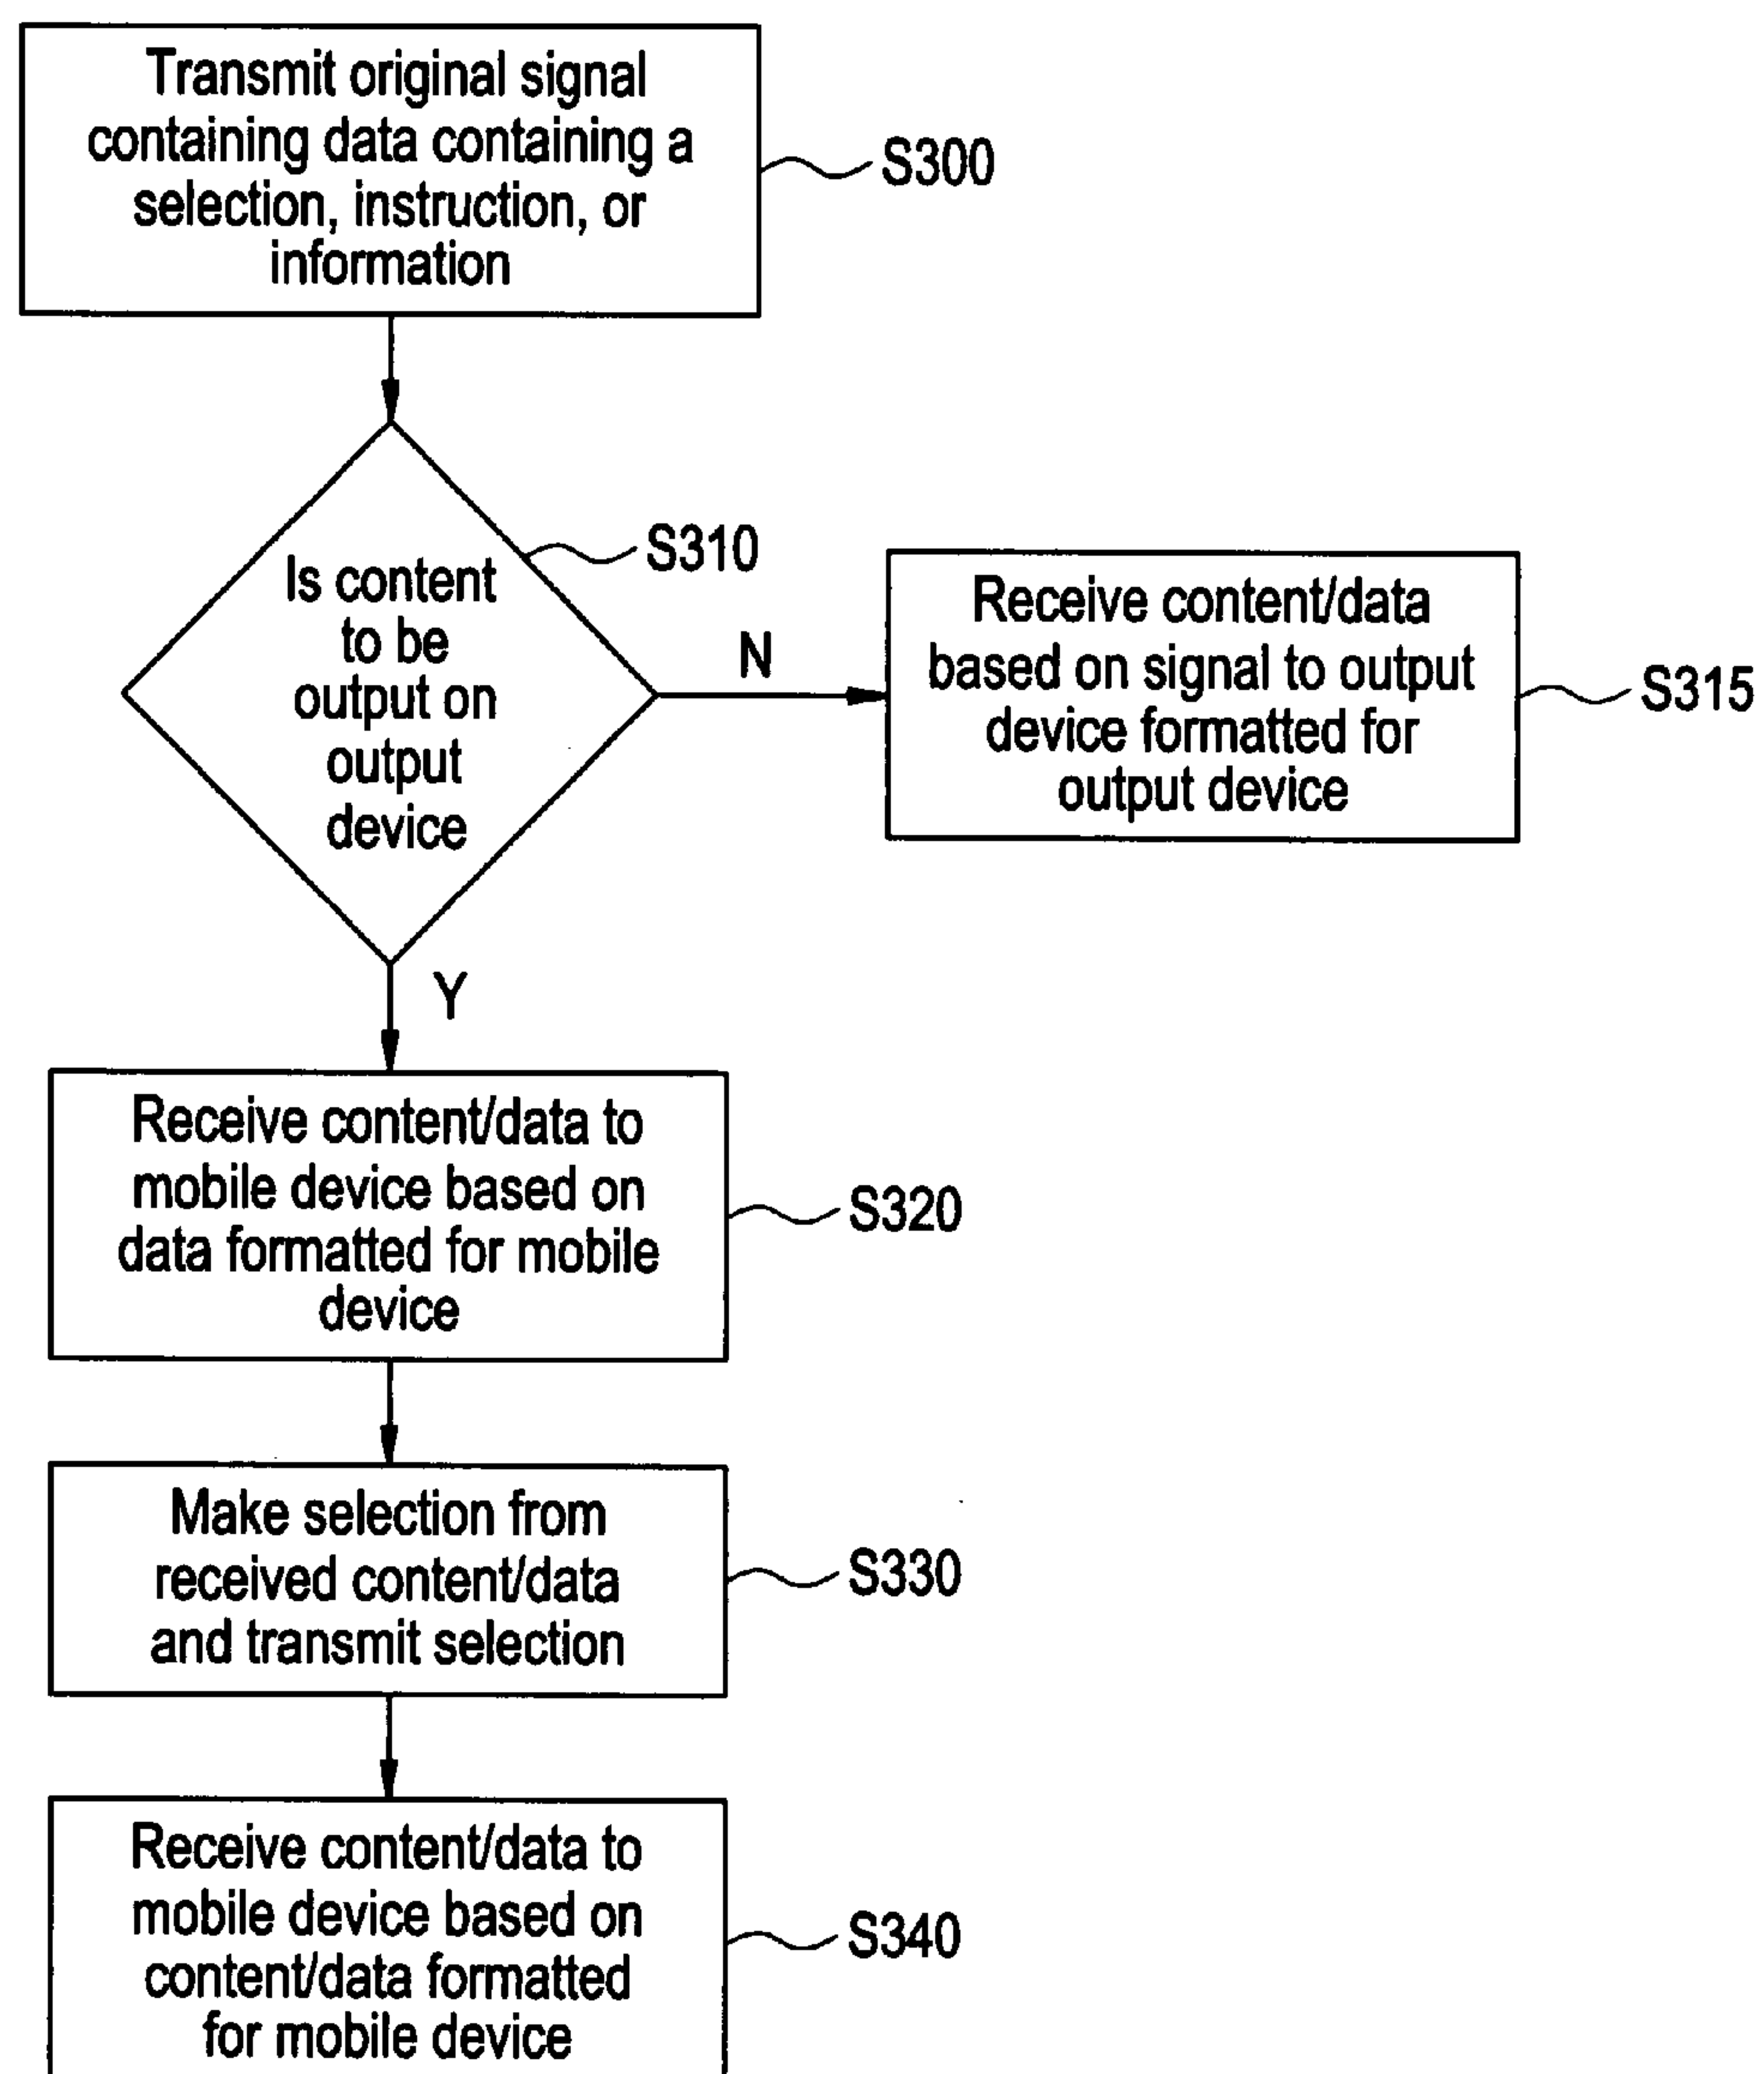 Transmit original signal
containing data containing a
selection, instruction, or
information
S300
Is content
to be
output on
output
device
S310
N
Receive content/data
based on signal to output
device formatted for
output device
S315
Y
Receive content/data to
mobile device based on
data formatted for mobile
device
S320
Make selection from
received content/data
and transmit selection
S330
Receive content/data to
mobile device based on
content/data formatted
for mobile device
S340